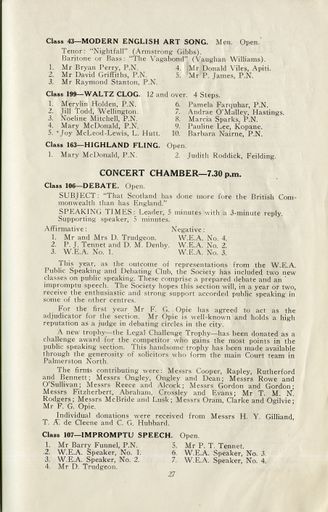 Class 43—MODERN ENGLISH ART SONG. Men. Open.
Tenor: "Nightfall" (Armstrong Gibbs).
Baritone or Bass: "The Vagabond" (Vaughan Williams).
1. Mr Bryan Perry, P.N. 4. Mr Donald Viles, Apiti.
2. Mr David Griffiths, P.N. 5. Mr P. James, P.N.
3. Mr Raymond Stanton, P.N.
Class 199—WALTZ CLOG. 12 and over. 4 Steps.
1. Merylin Holden, P.N. 6. Pamela Farquhar, P.N.
2. Jill Todd, Wellington. 7. Andrae O'Malley, Hastings.
3. Noeline Mitchell, P.N. 8. Marcia Sparks, P.N.
4. Mary McDonald, P.N. 9. Pauline Lee, Kopane.
5. Joy McLeod-Lewis, L. Hutt. 10. Barbara Nairne, P.N.
Class 163—HIGHLAND FLING. Open.
1. Mary McDonald, P.N. 2. Judith Roddick, Feilding.
CONCERT CHAMBER—7.30 p.m.
Class 106—DEBATE. Open.
SUBJECT: "That Scotland has done more fore the British Com-
monwealth than has England."
SPEAKING TIMES: Leader, 5 minutes with a 3-minute reply.
Supporting speaker, 5 minutes.
Affirmative: Negative:
1. Mr and Mrs D. Trudgeon. W.E.A. No. 4.
2. P. J. Tennet and D. M. Denby. W.E.A. No. 2.
3. W.E.A. No. 1. W.E.A. No. 3.
This year, as the outcome of representations from the W.E.A.
Public Speaking and Debating Club, the Society has included two new
classes on public speaking. These comprise a prepared debate and an
impromptu speech. The Society hopes this section will, in a year or two,
receive the enthusiastic and strong support accorded public speaking in
some of the other centres.
For the first year Mr F. G. Opie has agreed to act as the
adjudicator for the section. Mr Opie is well-known and holds a high
reputation as a judge in debating circles in the city.
A new trophy—the Legal Challenge Trophy—has been donated as a
challenge award for the competitor who gains the most points in the
public speaking section. This handsome trophy has been made available
through the generosity of solicitors who form the main Court team in
Palmerston North.
The firms contributing were: Messrs Cooper, Rapley, Rutherford
and Bennett; Messrs Ongley, Ongley and Dean; Messrs Rowe and
O'Sullivan; Messrs Reece and Alcock; Messrs Gordon and Gordon;
Messrs Fitzherbert, Abraham, Crossley and Evans; Mr T. M. N.
Rodgers; Messrs McBride and Lusk; Messrs Oram, Clarke and Ogilvie;
Mr F. G. Opie.
Individual donations were received from Messrs H. Y. Gilliand,
T. A. de Cleene and C. G. Hubbard.
Class 107—IMPROMPTU SPEECH. Open.
1. Mr Barry Funnel, P.N. 5. Mr P. T. Tennet.
2. W.E.A. Speaker, No. 1. 6. W.E.A. Speaker, No. 3.
3. W.E.A. Speaker, No. 2. 7. W.E.A. Speaker, No. 4.
4. Mr D. Trudgeon.
27